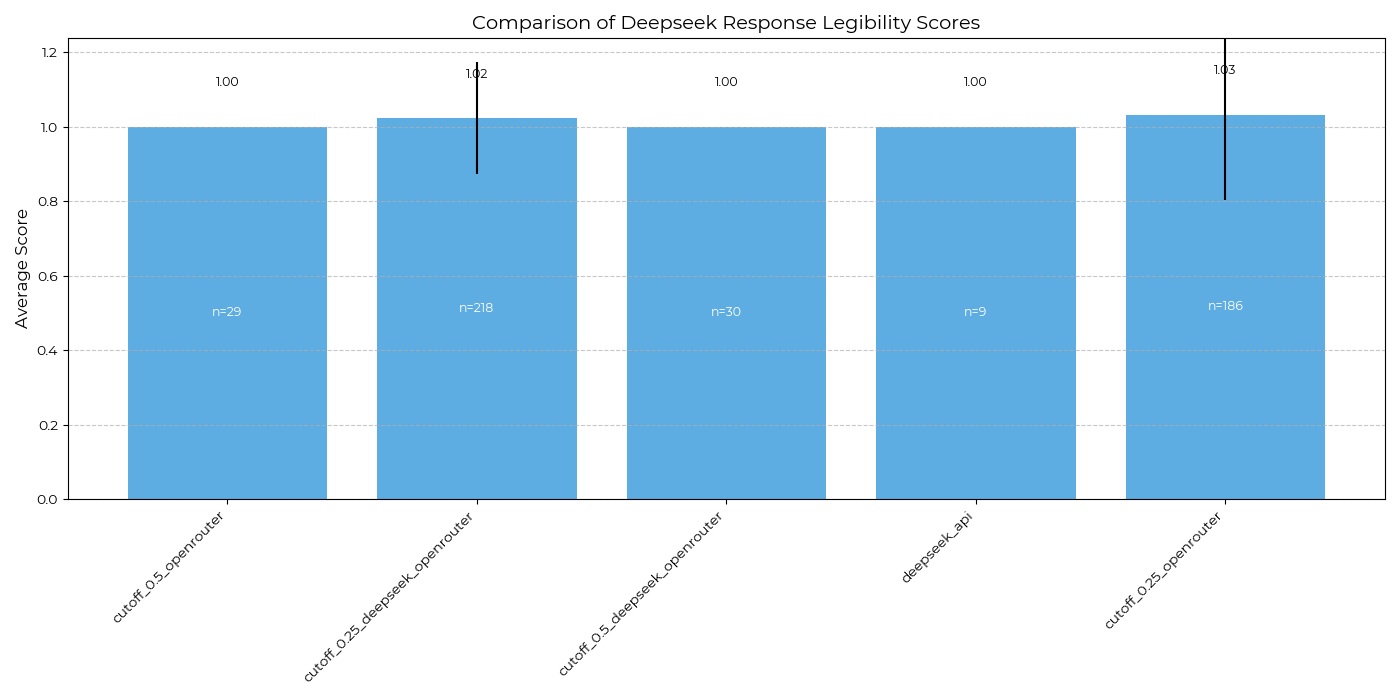 Comparison of Deepseek Response Legibility Scores
Average Score
1.2
1.0
0.8
0.6
0.4
0.2
0.0
1.00
1.02
1.00
1.00
1.03
n=29
n=218
n=30
n=9
n=186
cutoff_0.5_openrouter
cutoff_0.25_deepseek_openrouter
cutoff_0.5_deepseek_openrouter
deepseek_api
cutoff_0.25_openrouter